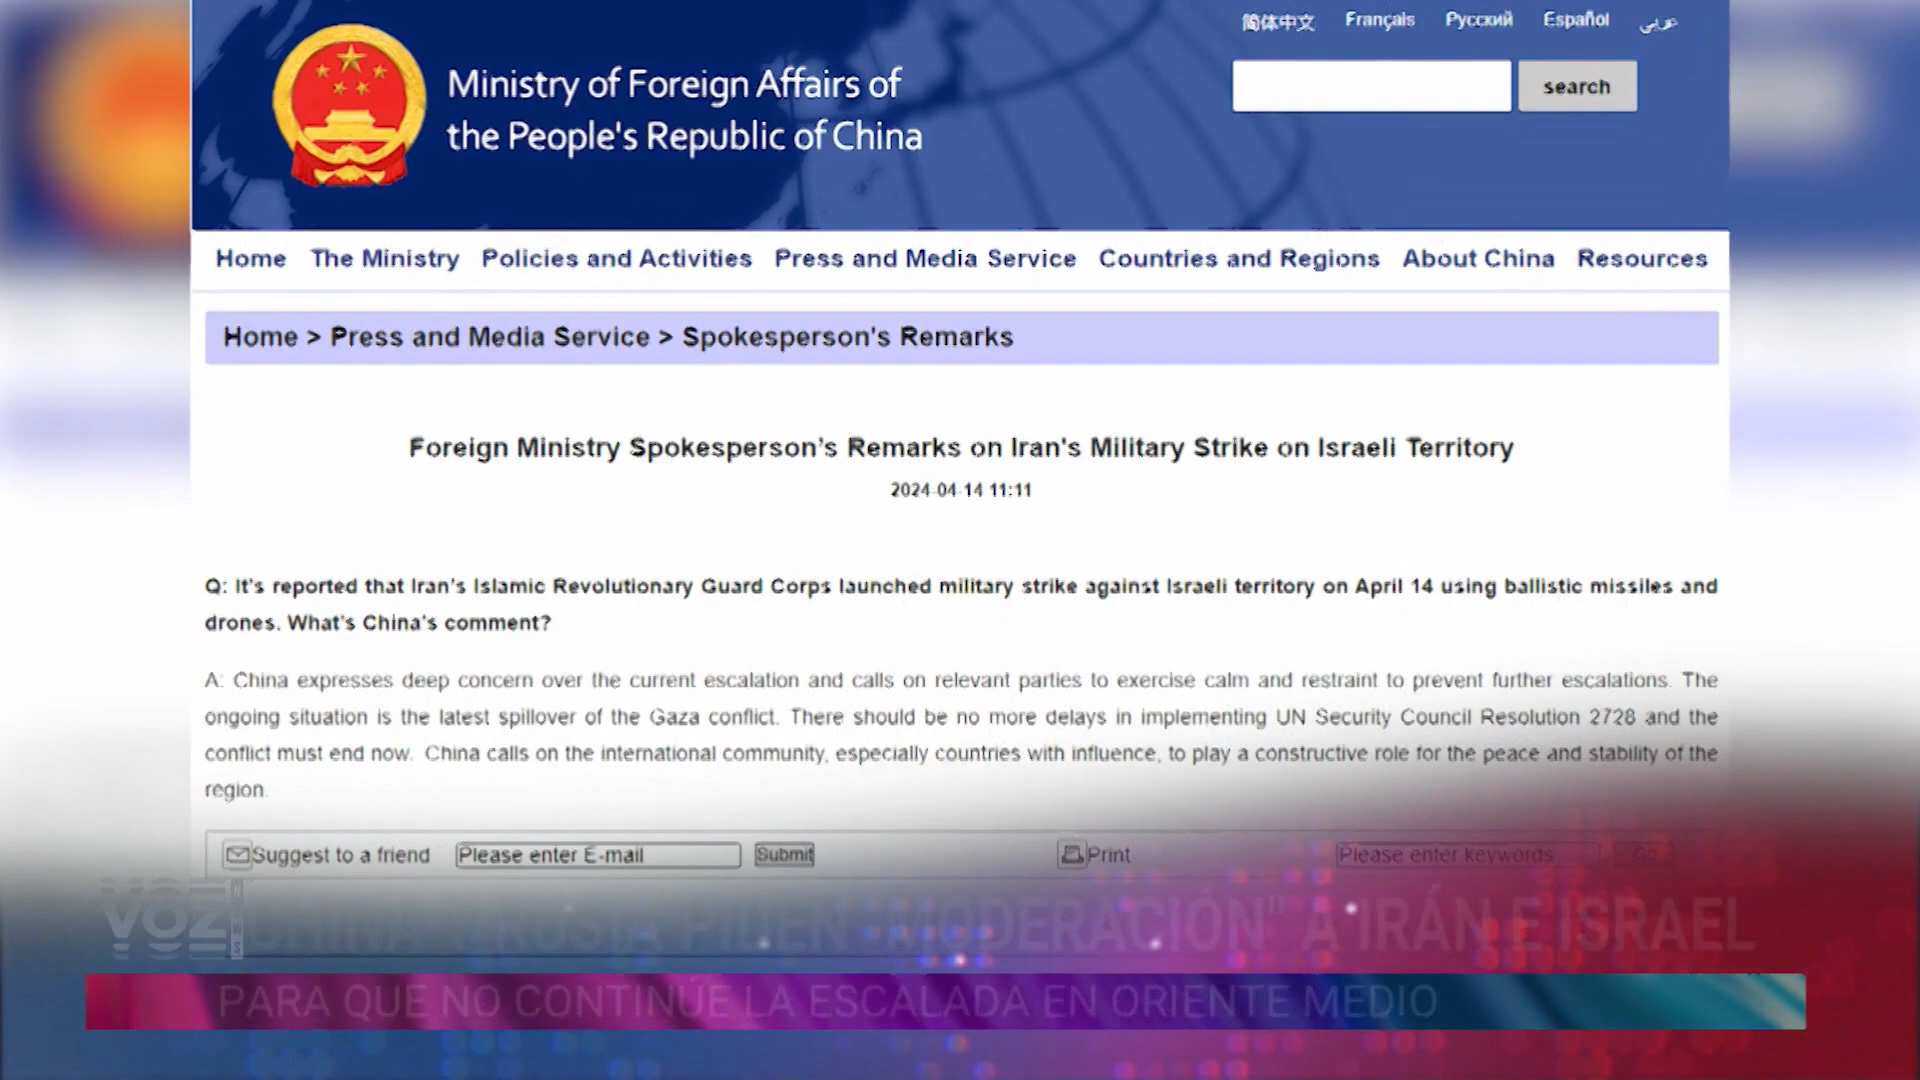 简体中文 Français Русский Español عربي
Ministry of Foreign Affairs of
the People's Republic of China
search
Home The Ministry Policies and Activities Press and Media Service Countries and Regions About China Resources
Home > Press and Media Service > Spokesperson's Remarks
Foreign Ministry Spokesperson's Remarks on Iran's Military Strike on Israeli Territory
2024-04-14 11:11
Q: It's reported that Iran's Islamic Revolutionary Guard Corps launched military strike against Israeli territory on April 14 using ballistic missiles and
drones. What's China's comment?
A: China expresses deep concern over the current escalation and calls on relevant parties to exercise calm and restraint to prevent further escalations. The
ongoing situation is the latest spillover of the Gaza conflict. There should be no more delays in implementing UN Security Council Resolution 2728 and the
conflict must end now. China calls on the international community, especially countries with influence, to play a constructive role for the peace and stability of the
region.
Suggest to a friend Please enter E-mail Submit Print Please enter keywords Go
VOZ CHINA Y RUSIA PIDEN "MODERACIÓN" A IRÁN E ISRAEL
PARA QUE NO CONTINÚE LA ESCALADA EN ORIENTE MEDIO